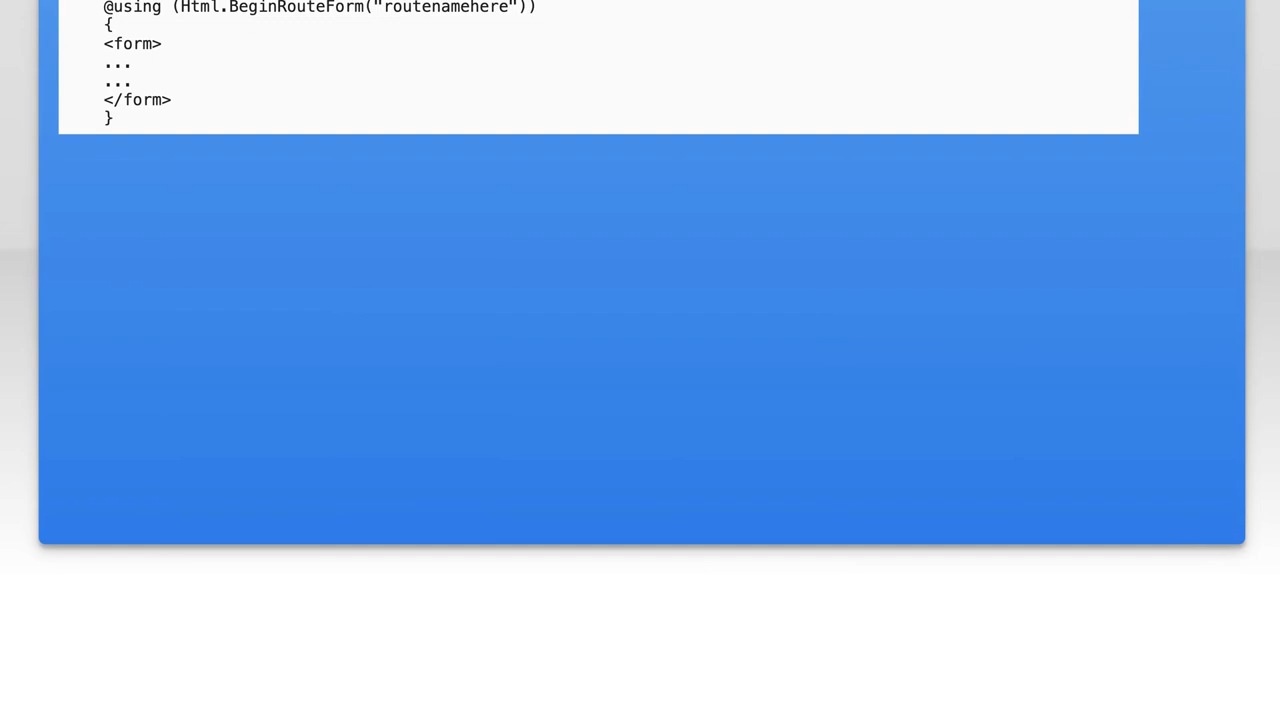 @using (Html.BeginRouteForm("routenamehere"))
{
<form>
...
...
</form>
}